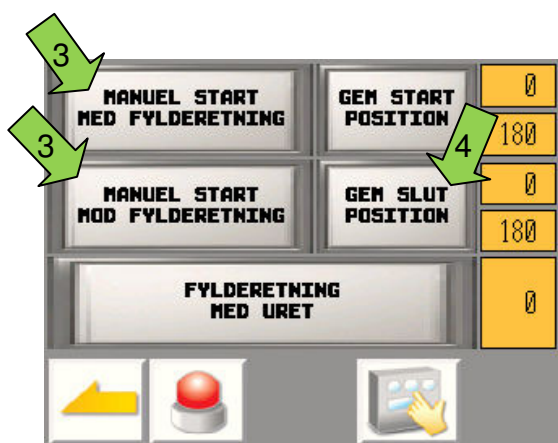 3
MANUEL START
MED FYLDERETNING
GEM START
POSITION
0
180
3
MANUEL START
MOD FYLDERETNING
4
GEM SLUT
POSITION
0
180
FYLDERETNING
MED URET
0